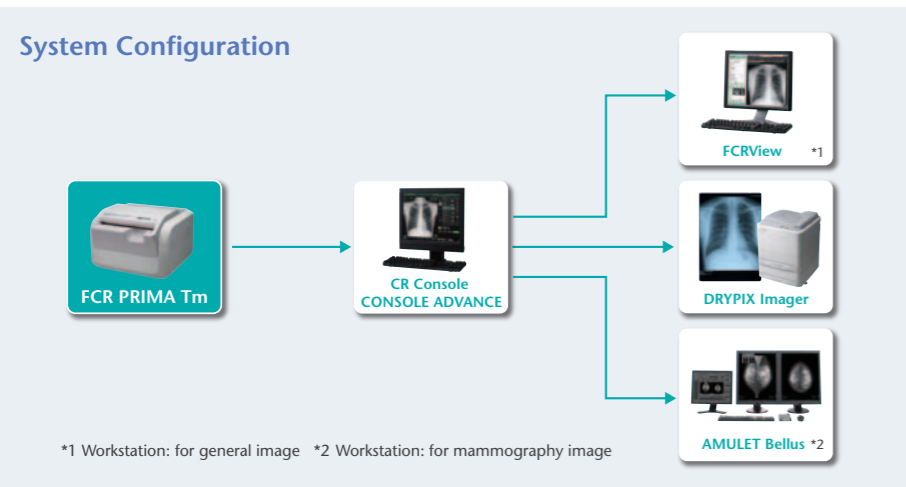 System Configuration
FCRView *1
FCR PRIMA Tm
CR Console
CONSOLE ADVANCE
DRYPIX Imager
AMULET Bellus *2
*1 Workstation: for general image *2 Workstation: for mammography image